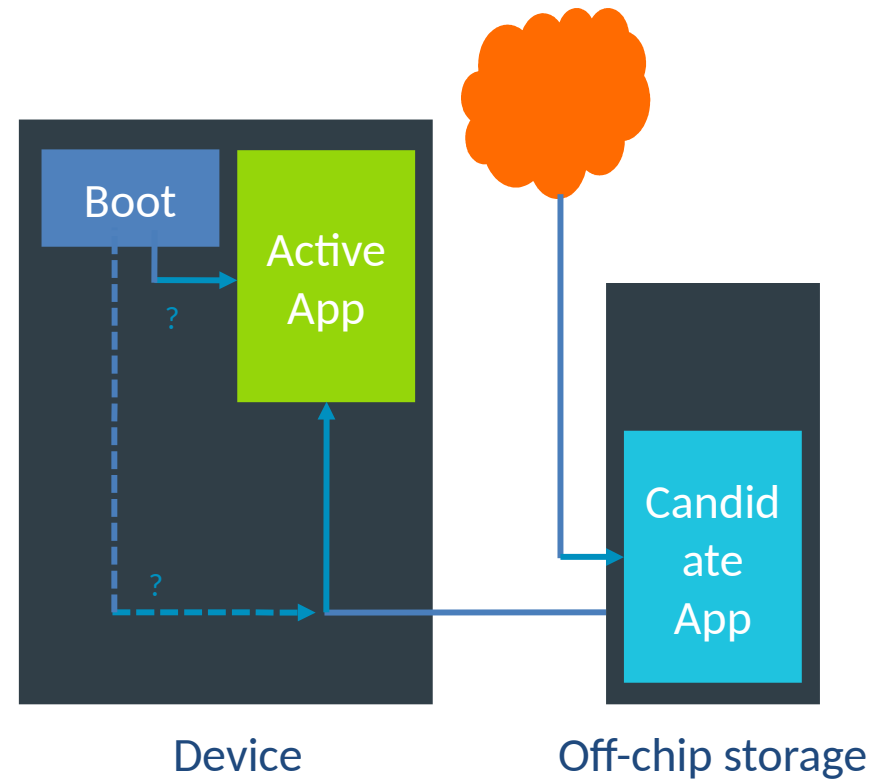 Boot
Active
App
?
Candid
ate
App
?
Device
Off-chip storage